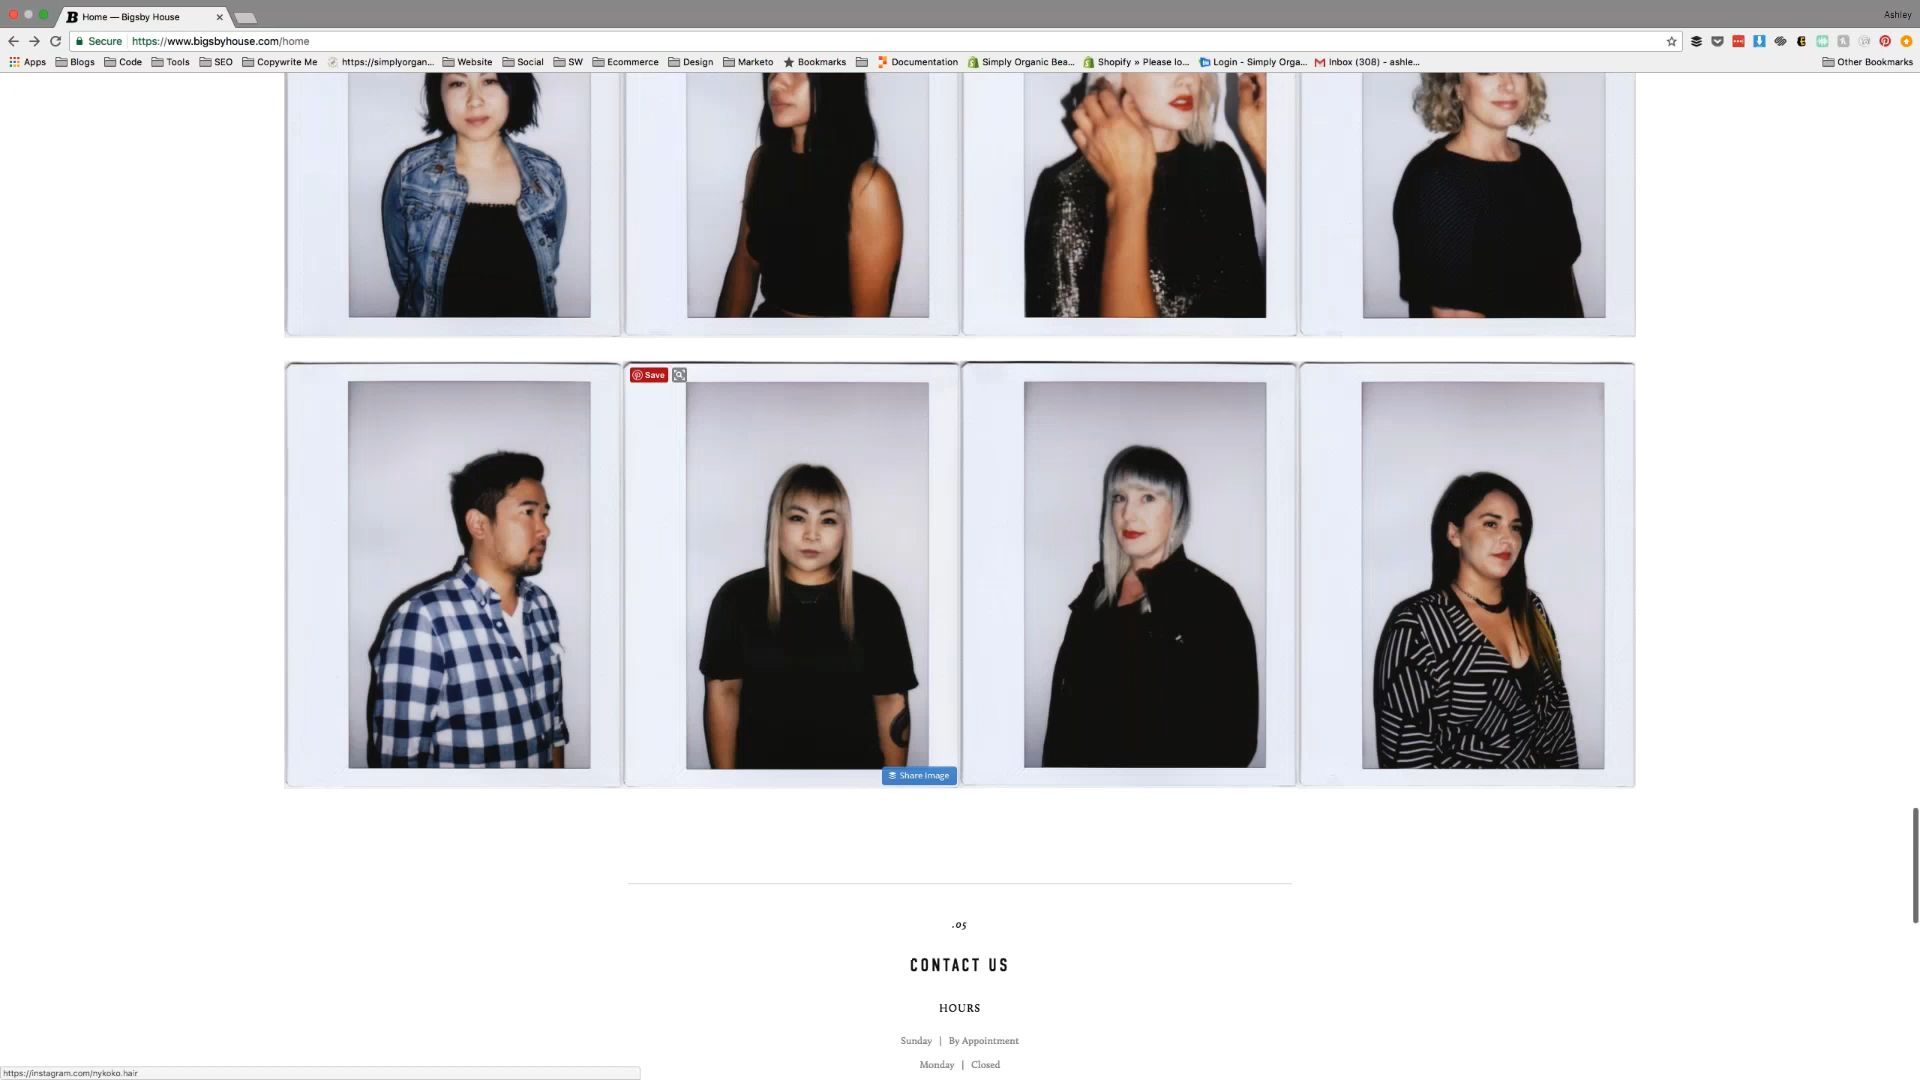 Home — Bigsby House
Ashley
Secure https://www.bigsbyhouse.com/home
Apps Blogs Code Tools SEO Copywrite Me https://simplyorgan... Website Social SW Ecommerce Design Marketo Bookmarks Documentation Simply Organic Bea... Shopify » Please lo... Login - Simply Orga... Inbox (308) - ashle... Other Bookmarks
Save
Share Image
.05
CONTACT US
HOURS
Sunday | By Appointment
Monday | Closed
https://instagram.com/nykoko.hair